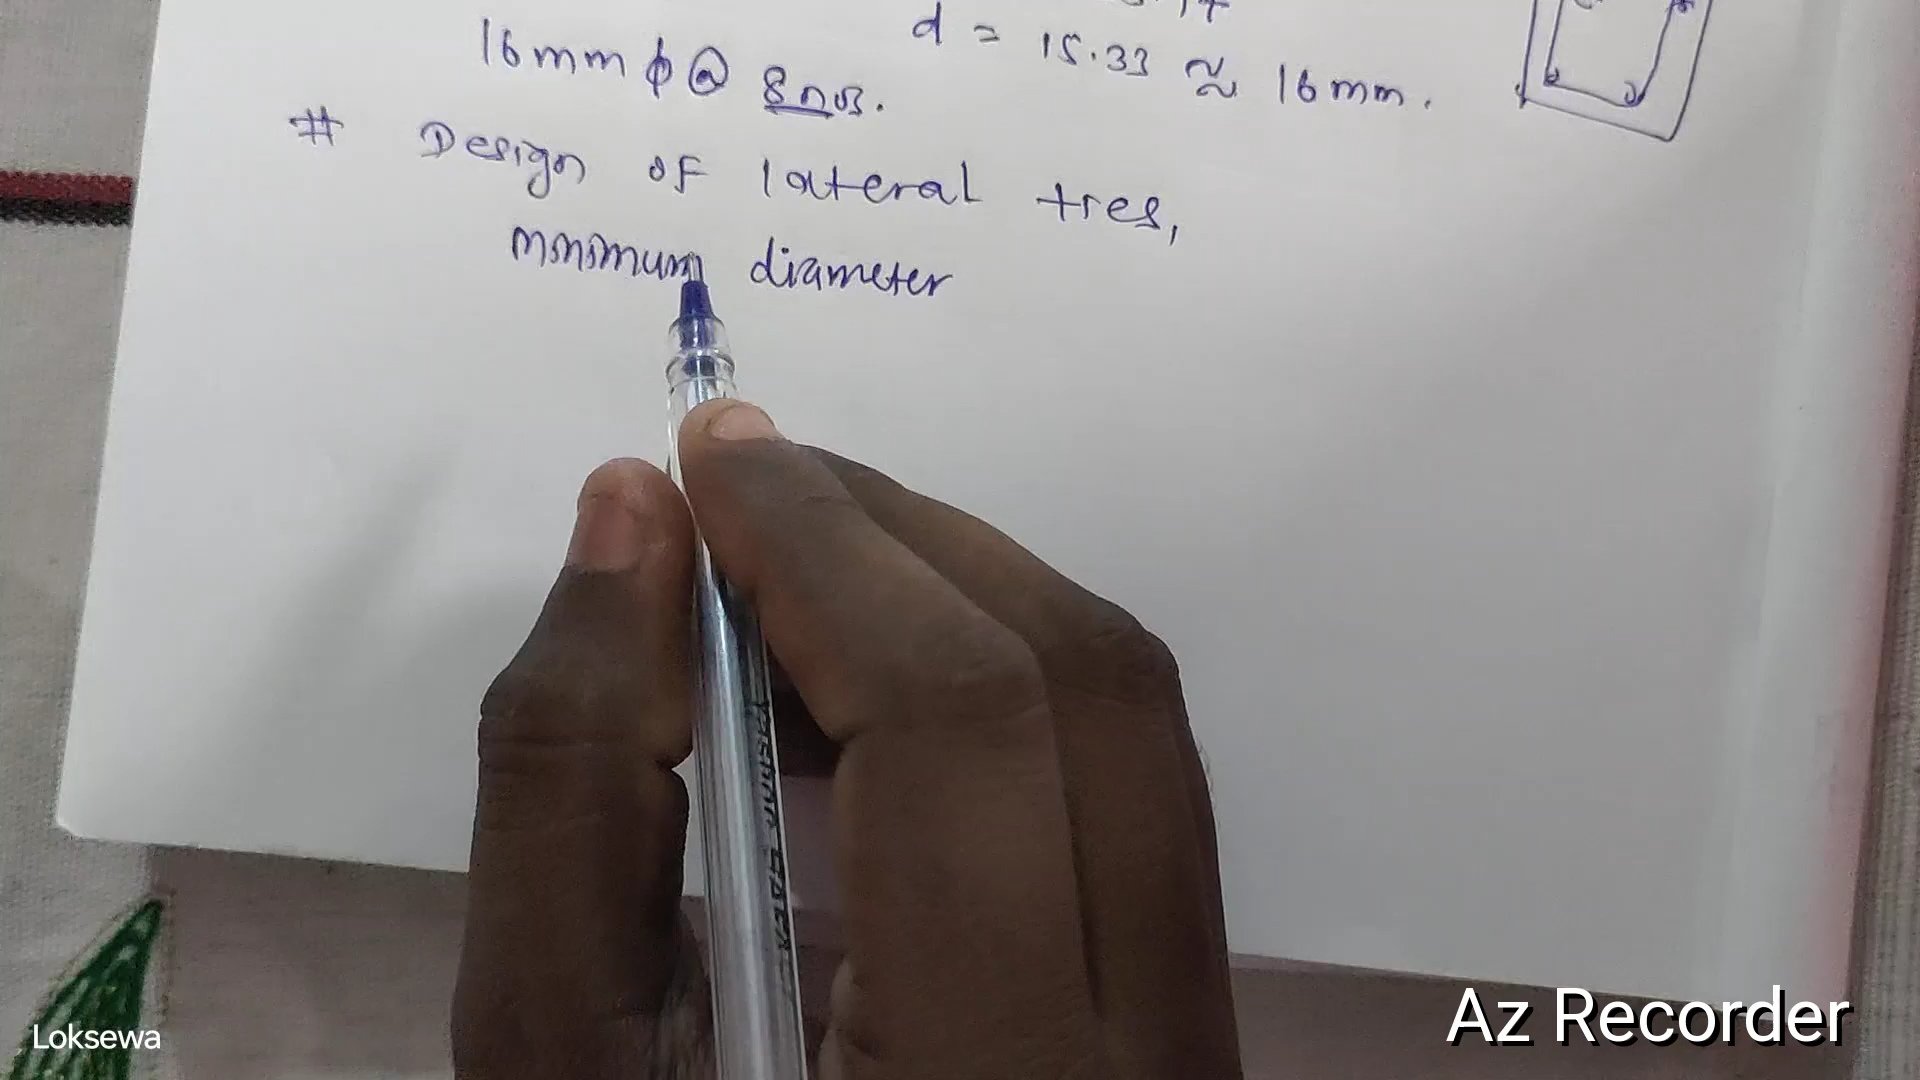 d = 15.33 ≈ 16mm.
16mm ϕ @ 8nos.
# Design of lateral ties,
minimum diameter
Loksewa
Az Recorder